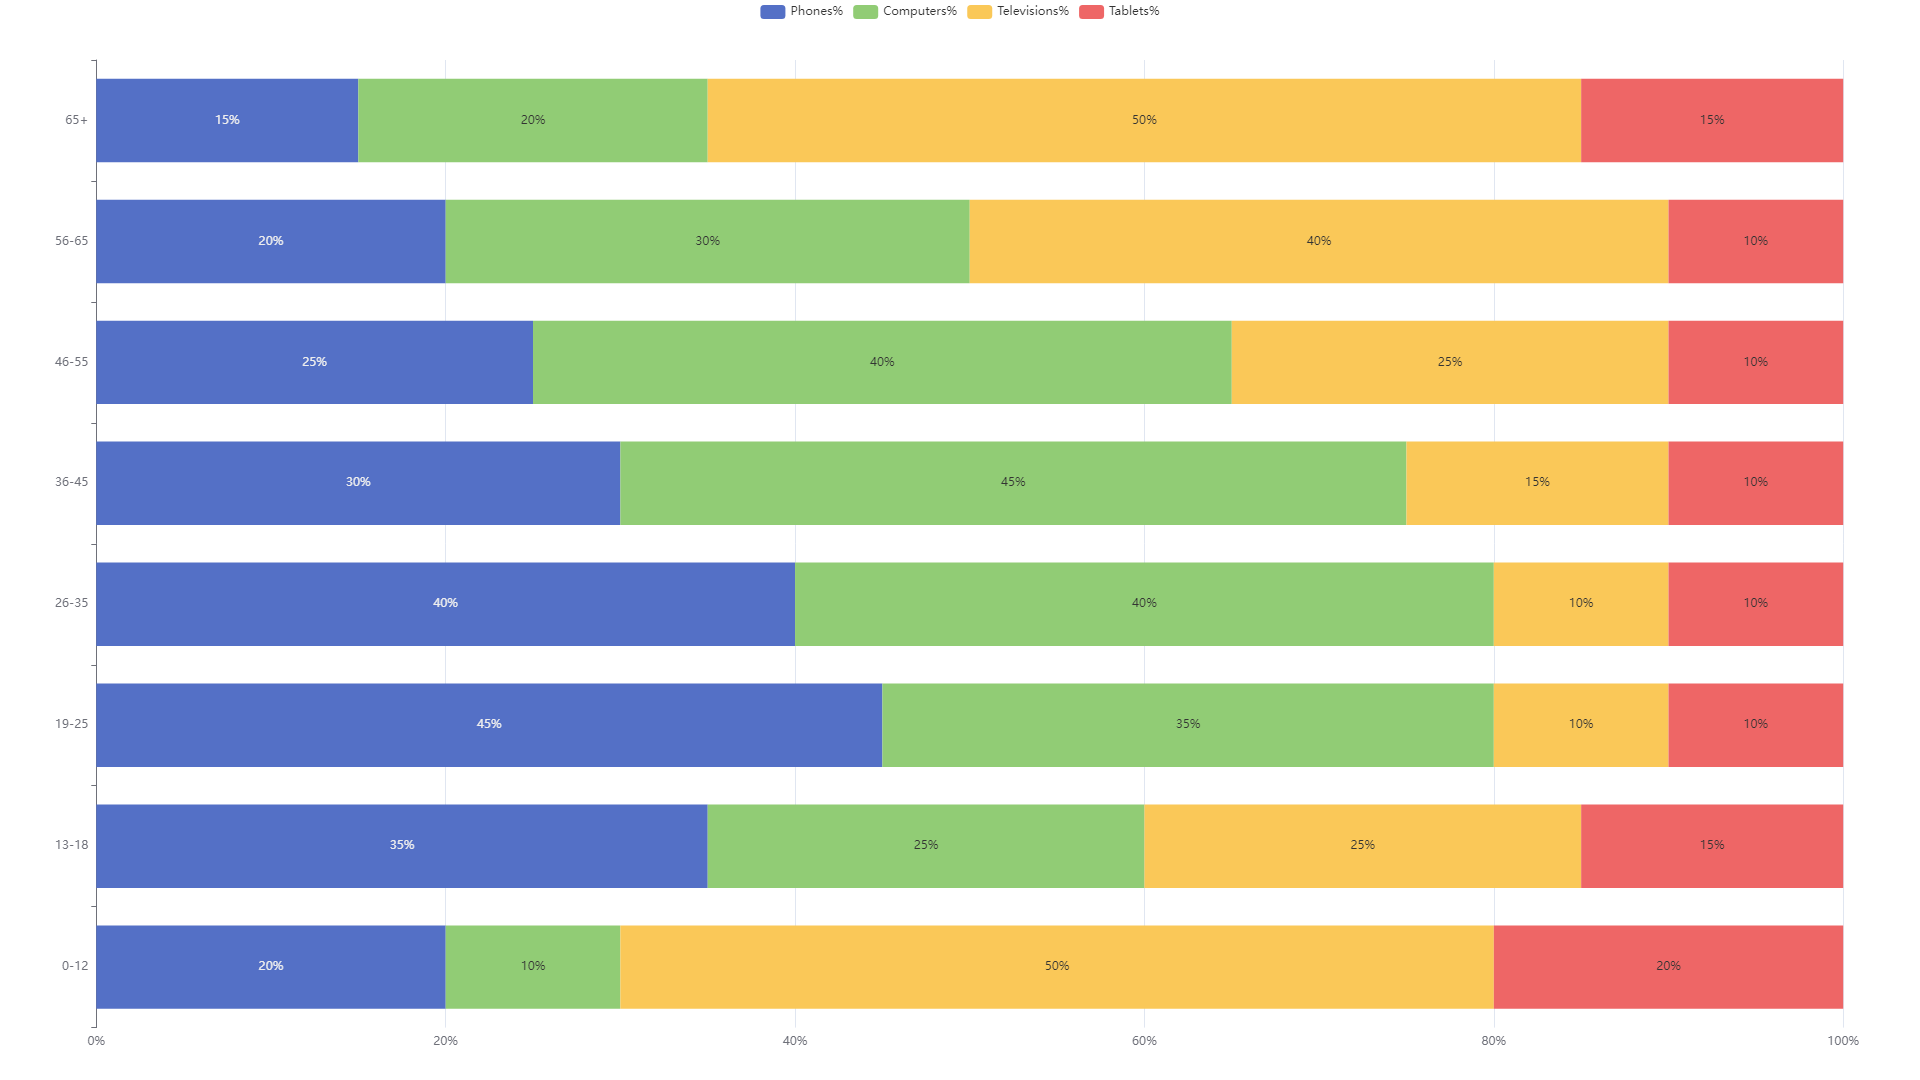 Phones% Computers% Televisions% Tablets%
65+ 15% 20% 50% 15%
56-65 20% 30% 40% 10%
46-55 25% 40% 25% 10%
36-45 30% 45% 15% 10%
26-35 40% 40% 10% 10%
19-25 45% 35% 10% 10%
13-18 35% 25% 25% 15%
0-12 20% 10% 50% 20%
0% 20% 40% 60% 80% 100%